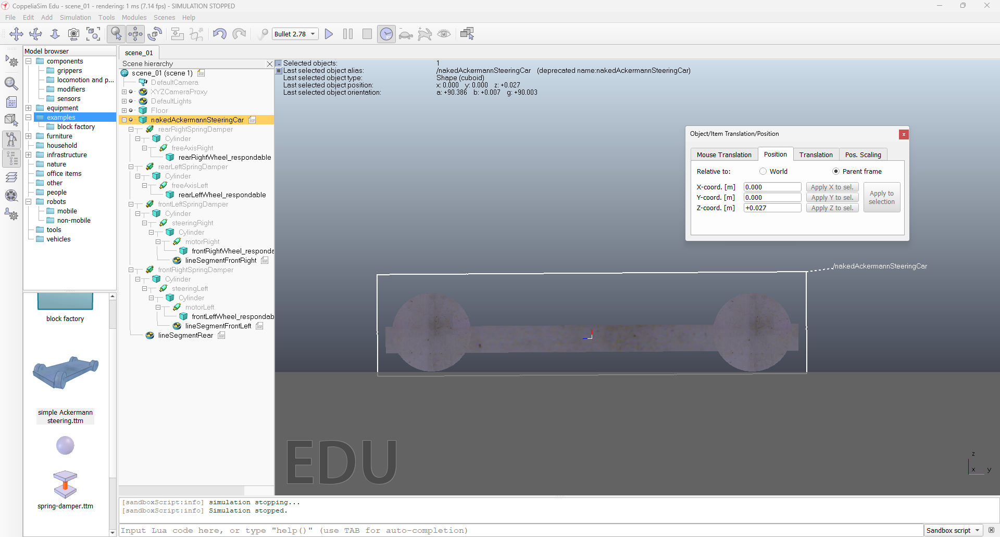 CoppeliaSim Edu - scene_01 - rendering: 1 ms (7.14 fps) - SIMULATION STOPPED
File Edit Add Simulation Tools Modules Scenes Help
Bullet 2.78
Model browser
components
grippers
locomotion and p...
modifiers
sensors
equipment
examples
block factory
furniture
household
infrastructure
nature
office items
other
people
robots
mobile
non-mobile
tools
vehicles
block factory
simple Ackermann
steering.ttm
spring-damper.ttm
scene_01
Scene hierarchy
scene_01 (scene 1)
DefaultCamera
XYZCameraProxy
DefaultLights
Floor
nakedAckermannSteeringCar
rearRightSpringDamper
Cylinder
freeAxisRight
rearRightWheel_respondable
rearLeftSpringDamper
Cylinder
freeAxisLeft
rearLeftWheel_respondable
frontLeftSpringDamper
Cylinder
steeringRight
Cylinder
motorRight
frontRightWheel_responda
lineSegmentFrontRight
frontRightSpringDamper
Cylinder
steeringLeft
Cylinder
motorLeft
frontLeftWheel_respondab
lineSegmentFrontLeft
lineSegmentRear
Selected objects: 1
Last selected object alias: /nakedAckermannSteeringCar (deprecated name:nakedAckermannSteeringCar)
Last selected object type: Shape (cuboid)
Last selected object position: x: 0.000 y: 0.000 z: +0.027
Last selected object orientation: a: +90.386 b: +0.007 g: +90.003
Object/Item Translation/Position
x
Mouse Translation Position Translation Pos. Scaling
Relative to: World Parent frame
X-coord. [m] 0.000 Apply X to sel.
Y-coord. [m] 0.000 Apply Y to sel.
Z-coord. [m] +0.027 Apply Z to sel.
Apply to
selection
/nakedAckermannSteeringCar
EDU
z
x y
[sandboxScript:info] simulation stopping...
[sandboxScript:info] Simulation stopped.
Input Lua code here, or type "help()" (use TAB for auto-completion)
Sandbox script